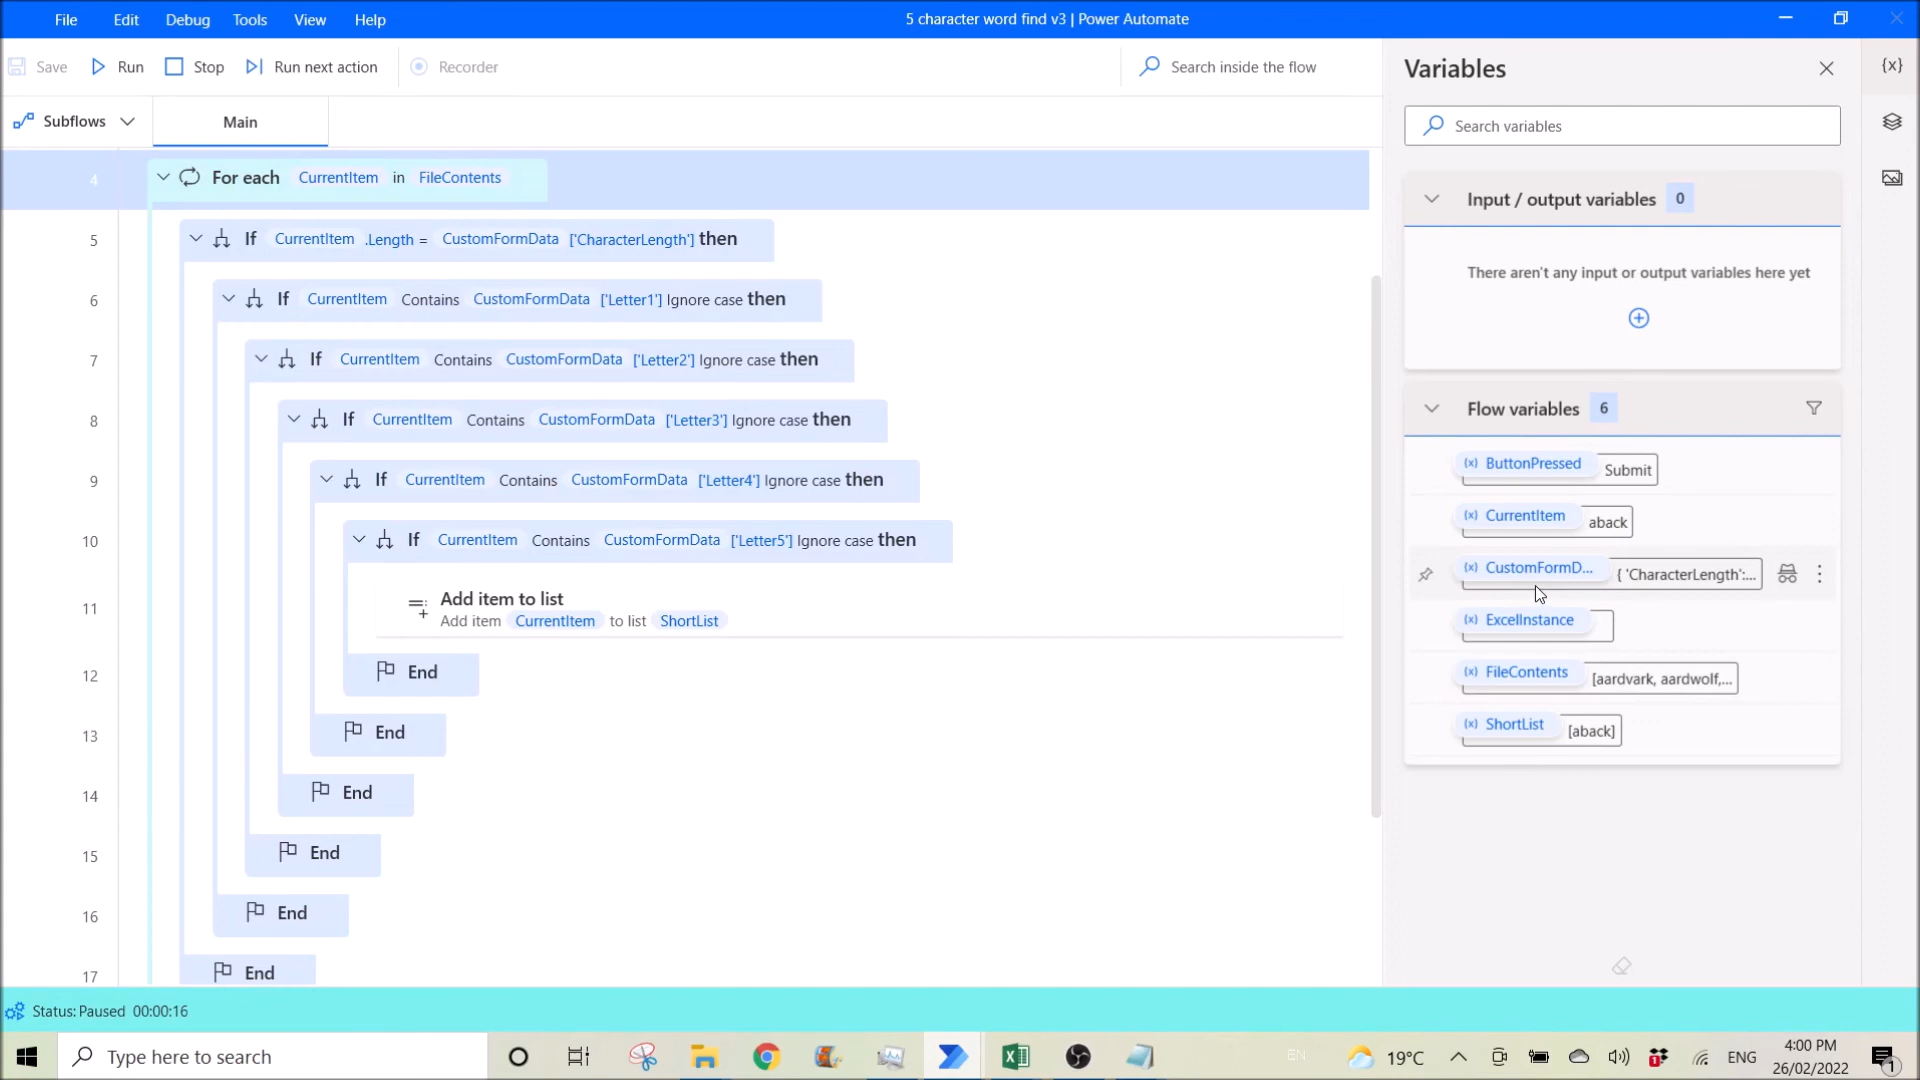 File Edit Debug Tools View Help
5 character word find v3 | Power Automate
Save Run Stop Run next action Recorder
Search inside the flow
Subflows Main
4 For each CurrentItem in FileContents
5 If CurrentItem .Length = CustomFormData ['CharacterLength'] then
6 If CurrentItem Contains CustomFormData ['Letter1'] Ignore case then
7 If CurrentItem Contains CustomFormData ['Letter2'] Ignore case then
8 If CurrentItem Contains CustomFormData ['Letter3'] Ignore case then
9 If CurrentItem Contains CustomFormData ['Letter4'] Ignore case then
10 If CurrentItem Contains CustomFormData ['Letter5'] Ignore case then
11 Add item to list
Add item CurrentItem to list ShortList
12 End
13 End
14 End
15 End
16 End
17 End
Variables
{x}
Search variables
Input / output variables 0
There aren't any input or output variables here yet
Flow variables 6
(x) ButtonPressed Submit
(x) CurrentItem aback
(x) CustomFormD... { 'CharacterLength':...
(x) ExcelInstance
(x) FileContents [aardvark, aardwolf,...
(x) ShortList [aback]
Status: Paused 00:00:16
Type here to search
EN
19°C
ENG
4:00 PM
26/02/2022
1